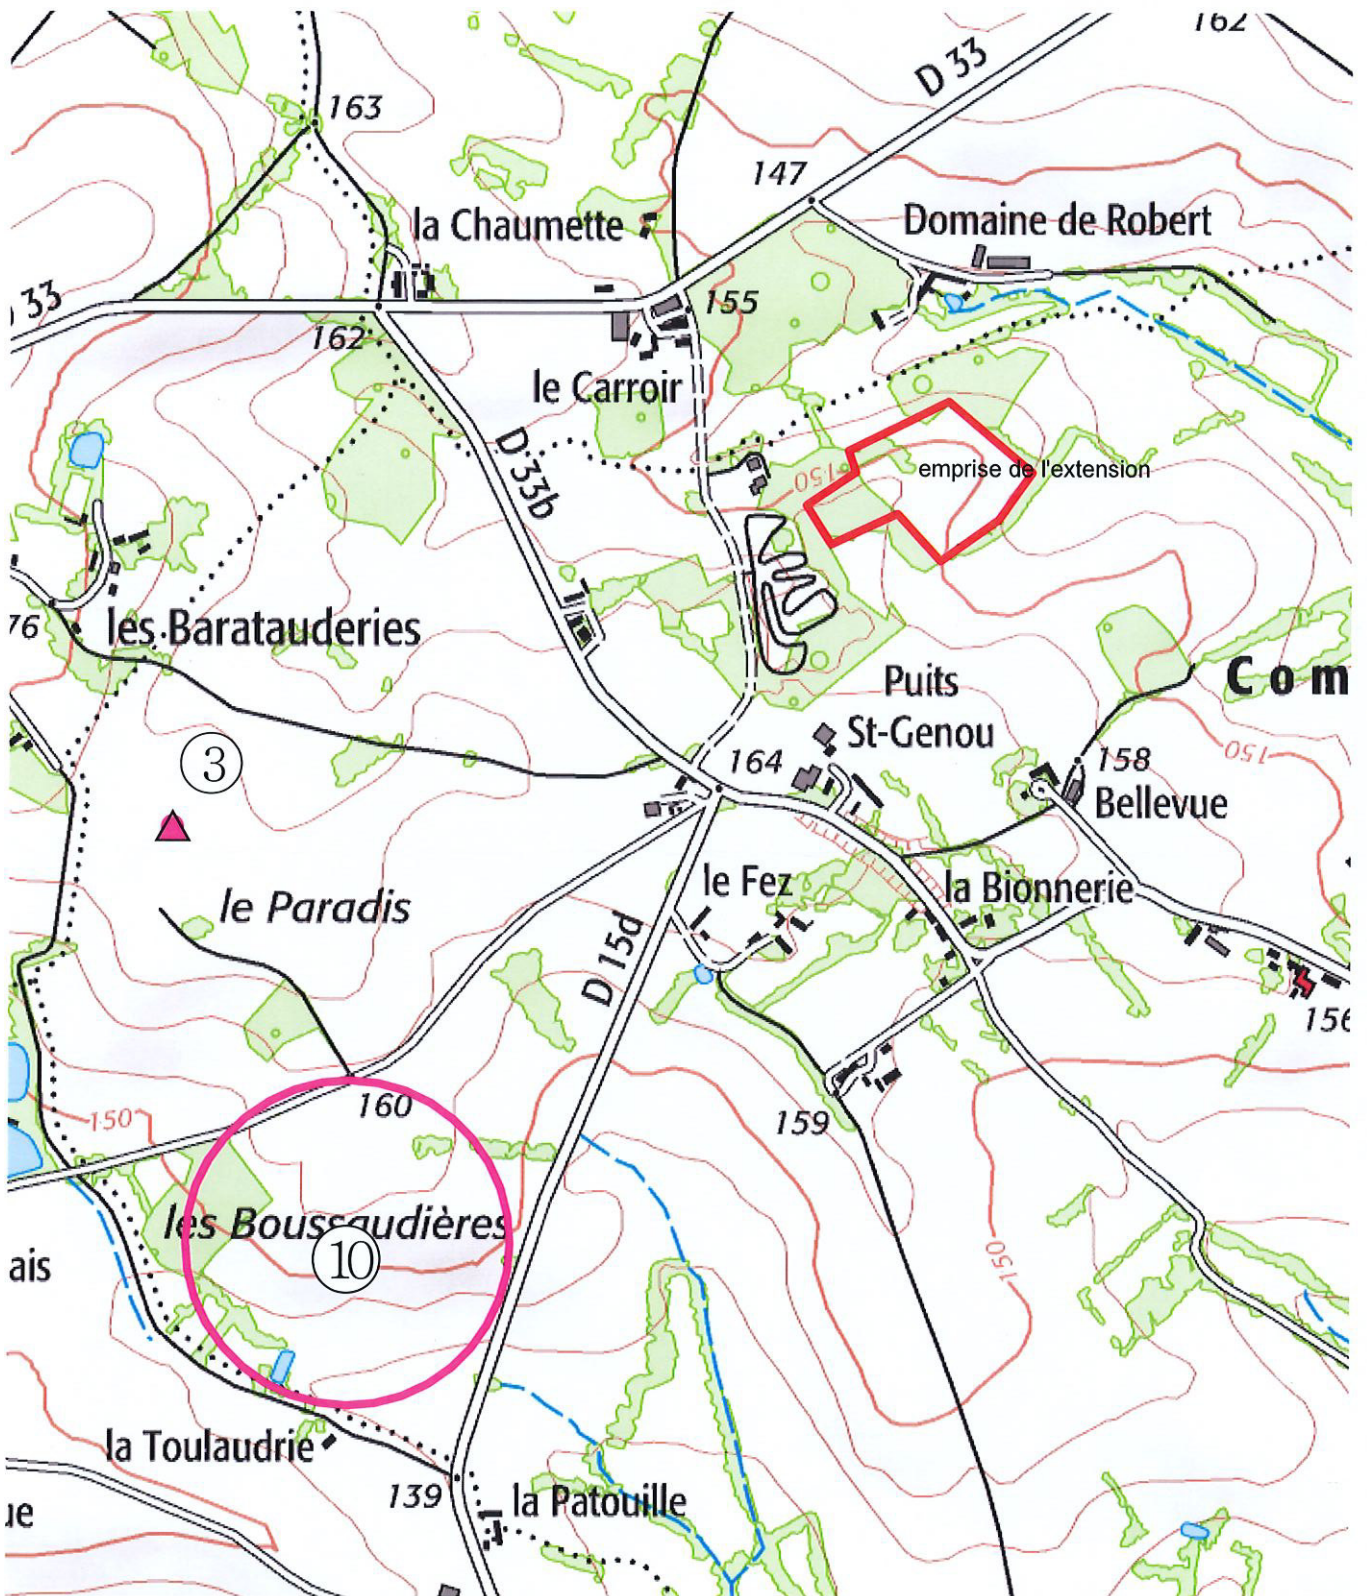 162
D 33
163
147
la Chaumette
Domaine de Robert
33
155
162
le Carroir
D 33b
150
emprise de l'extension
76
les Baratauderies
Puits
St-Genou
Com
150
3
164
158
Bellevue
le Fez
la Bionnerie
le Paradis
D 15d
156
150
160
159
les Boussaudières
10
150
ais
la Toulaudrie
139
la Patouille
ue